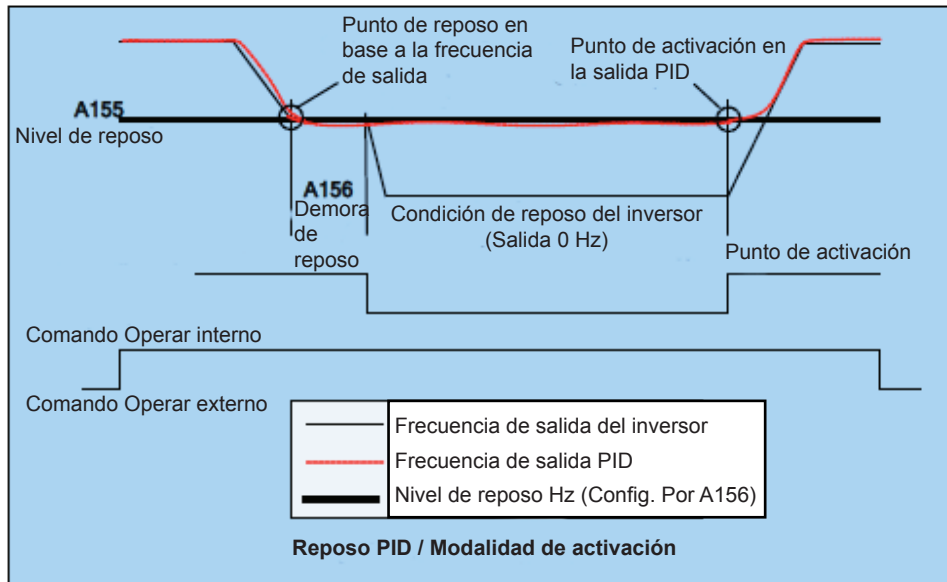 Punto de reposo en
base a la frecuencia
de salida
Punto de activación en
la salida PID
A155
Nivel de reposo
A156
Demora
de
reposo
Condición de reposo del inversor
(Salida 0 Hz)
Punto de activación
Comando Operar interno
Comando Operar externo
Frecuencia de salida del inversor
Frecuencia de salida PID
Nivel de reposo Hz (Config. Por A156)
Reposo PID / Modalidad de activación